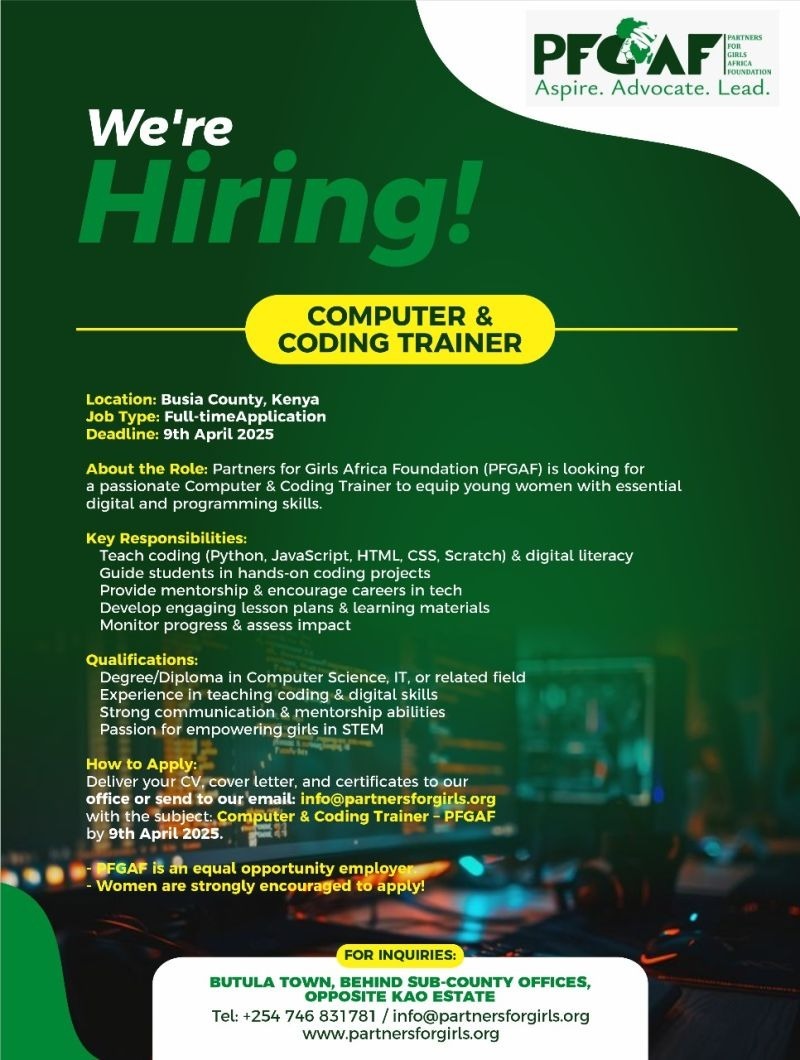 PFGAF
PARTNERS
FOR
GIRLS
AFRICA
FOUNDATION
Aspire. Advocate. Lead.
We're
Hiring!
COMPUTER &
CODING TRAINER
Location: Busia County, Kenya
Job Type: Full-timeApplication
Deadline: 9th April 2025
About the Role: Partners for Girls Africa Foundation (PFGAF) is looking for
a passionate Computer & Coding Trainer to equip young women with essential
digital and programming skills.
Key Responsibilities:
Teach coding (Python, JavaScript, HTML, CSS, Scratch) & digital literacy
Guide students in hands-on coding projects
Provide mentorship & encourage careers in tech
Develop engaging lesson plans & learning materials
Monitor progress & assess impact
Qualifications:
Degree/Diploma in Computer Science, IT, or related field
Experience in teaching coding & digital skills
Strong communication & mentorship abilities
Passion for empowering girls in STEM
How to Apply:
Deliver your CV, cover letter, and certificates to our
office or send to our email: info@partnersforgirls.org
with the subject: Computer & Coding Trainer – PFGAF
by 9th April 2025.
- PFGAF is an equal opportunity employer.
- Women are strongly encouraged to apply!
FOR INQUIRIES:
BUTULA TOWN, BEHIND SUB-COUNTY OFFICES,
OPPOSITE KAO ESTATE
Tel: +254 746 831781 / info@partnersforgirls.org
www.partnersforgirls.org